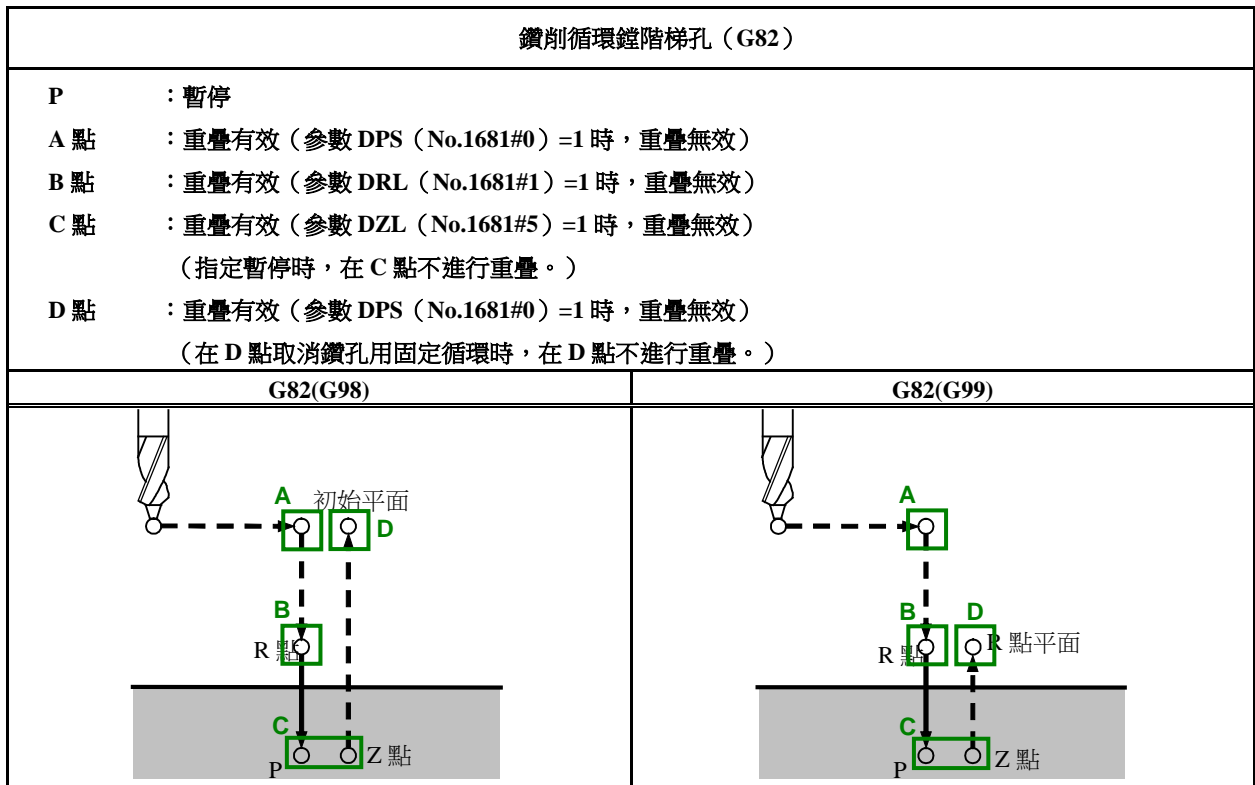 鑽削循環鏜階梯孔（G82）
P ：暫停
A 點 ：重疊有效（參數 DPS（No.1681#0）=1 時，重疊無效）
B 點 ：重疊有效（參數 DRL（No.1681#1）=1 時，重疊無效）
C 點 ：重疊有效（參數 DZL（No.1681#5）=1 時，重疊無效）
（指定暫停時，在 C 點不進行重疊。）
D 點 ：重疊有效（參數 DPS（No.1681#0）=1 時，重疊無效）
（在 D 點取消鑽孔用固定循環時，在 D 點不進行重疊。）
G82(G98)
A
初始平面
D
B
R 點
C
P
Z 點
G82(G99)
A
B
D
R 點
R 點平面
C
P
Z 點